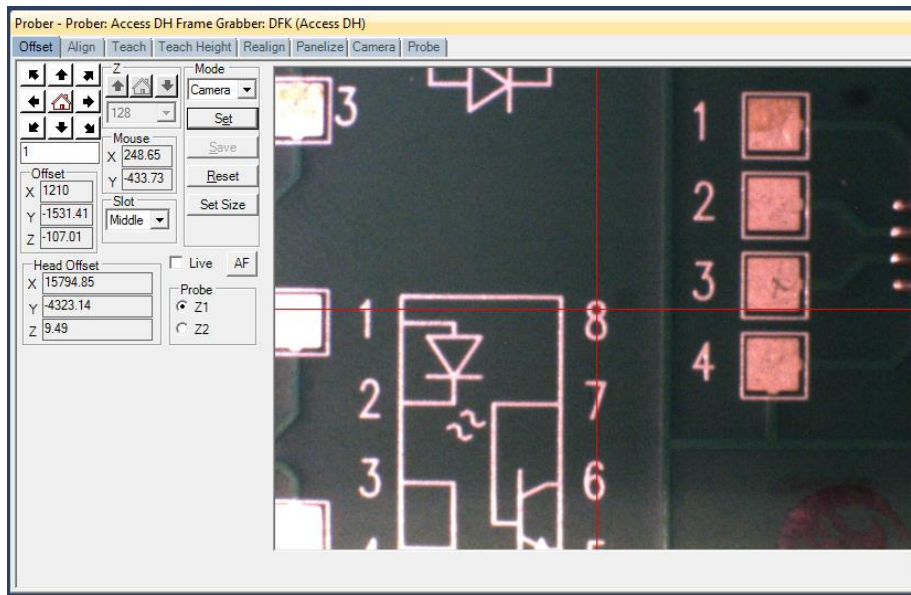 Prober - Prober: Access DH Frame Grabber: DFK (Access DH)
Offset Align Teach Teach Height Realign Panelize Camera Probe
Z
128
1
Mouse
X 248.65
Y -433.73
Slot
Middle
Mode
Camera
Set
Save
Reset
Set Size
Offset
X 1210
Y -1531.41
Z -107.01
Head Offset
X 15794.85
Y -4323.14
Z 9.49
Live
AF
Probe
Z1
Z2
3
1
2
3
4
1
2
3
8
7
6